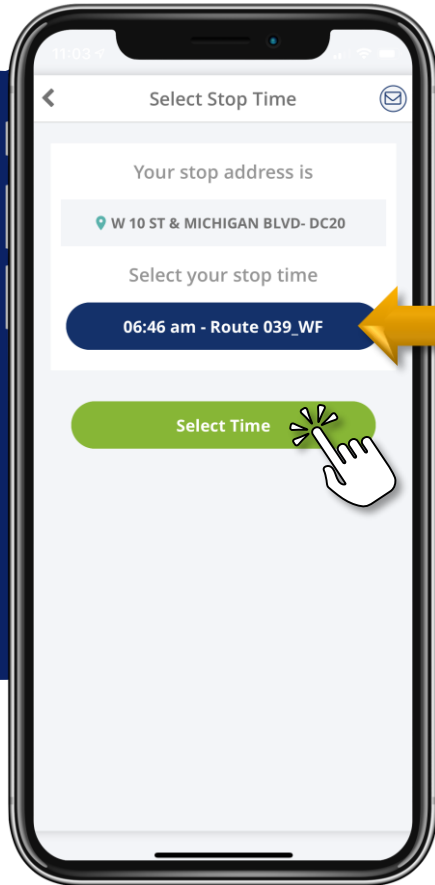 11:03
Select Stop Time
Your stop address is
W 10 ST & MICHIGAN BLVD- DC20
Select your stop time
06:46 am - Route 039_WF
Select Time